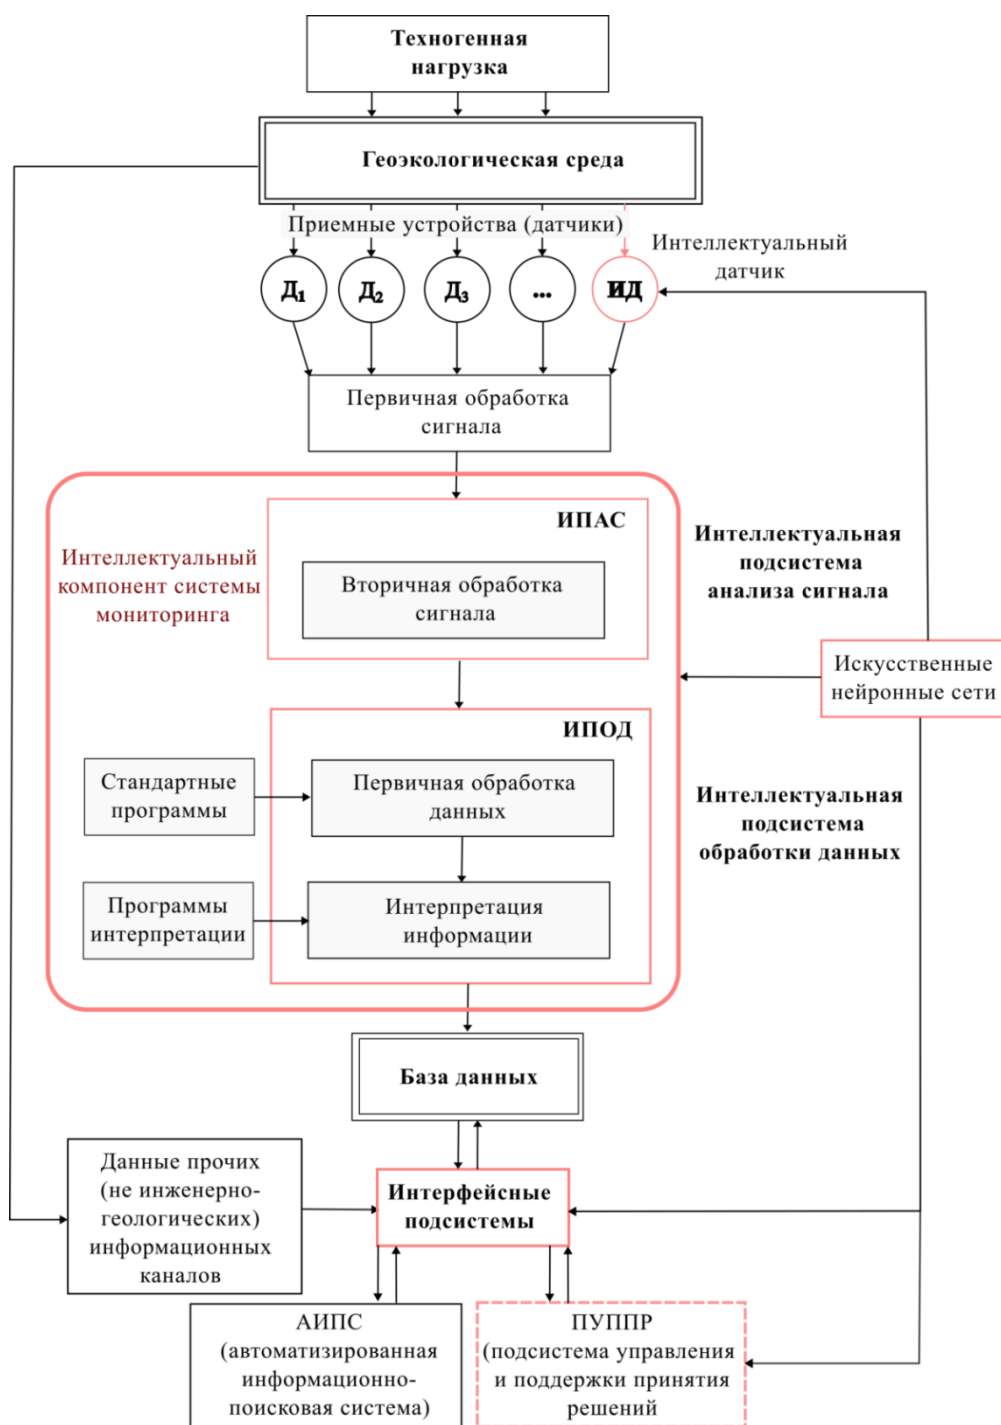 Техногенная
нагрузка
Геоэкологическая среда
Приемные устройства (датчики)
Интеллектуальный
датчик
Д1
Д2
Д3
...
ИД
Первичная обработка
сигнала
ИПАС
Интеллектуальный
компонент системы
мониторинга
Вторичная обработка
сигнала
Интеллектуальная
подсистема
анализа сигнала
Искусственные
нейронные сети
ИПОД
Стандартные
программы
Первичная обработка
данных
Интеллектуальная
подсистема
обработки данных
Программы
интерпретации
Интерпретация
информации
База данных
Данные прочих
(не инженерно-
геологических)
информационных
каналов
Интерфейсные
подсистемы
АИПС
(автоматизированная
информационно-
поисковая система)
ПУППР
(подсистема управления
и поддержки принятия
решений